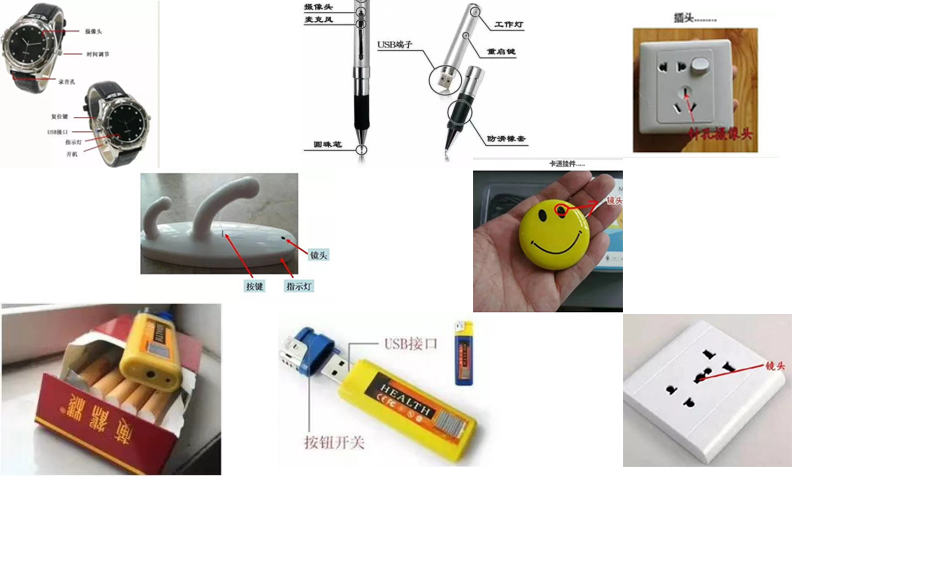 摄像头
时间调节
录音孔
复位键
USB接口
指示灯
开机
摄像头
麦克风
圆珠笔
USB端子
工作灯
重启键
防滑橡套
插头
针孔摄像头
镜头
按键
指示灯
卡通挂件.....
镜头
黄鹤
HEALTH
USB接口
按钮开关
HEALTH
镜头